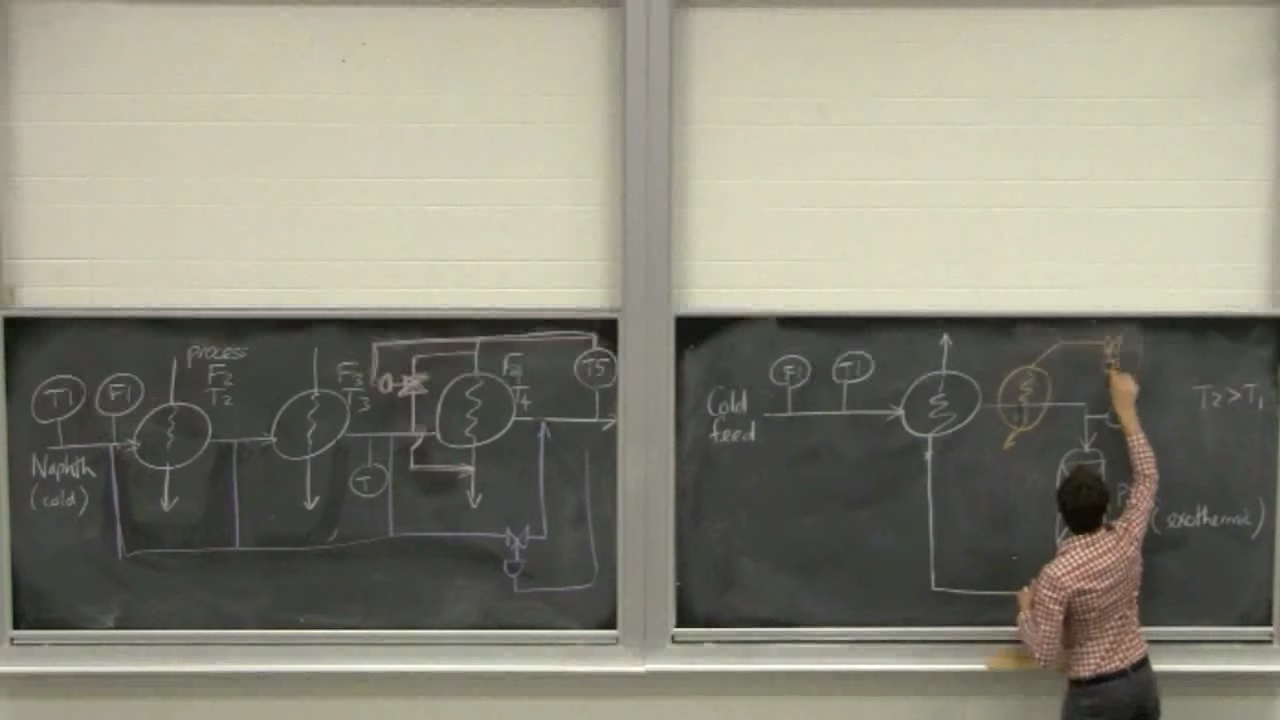 process
F2
T2
F3
T3
F4
T4
T5
T1
F1
Naphth
(cold)
T
F1
T1
Cold
feed
T2>T1
(exothermic)